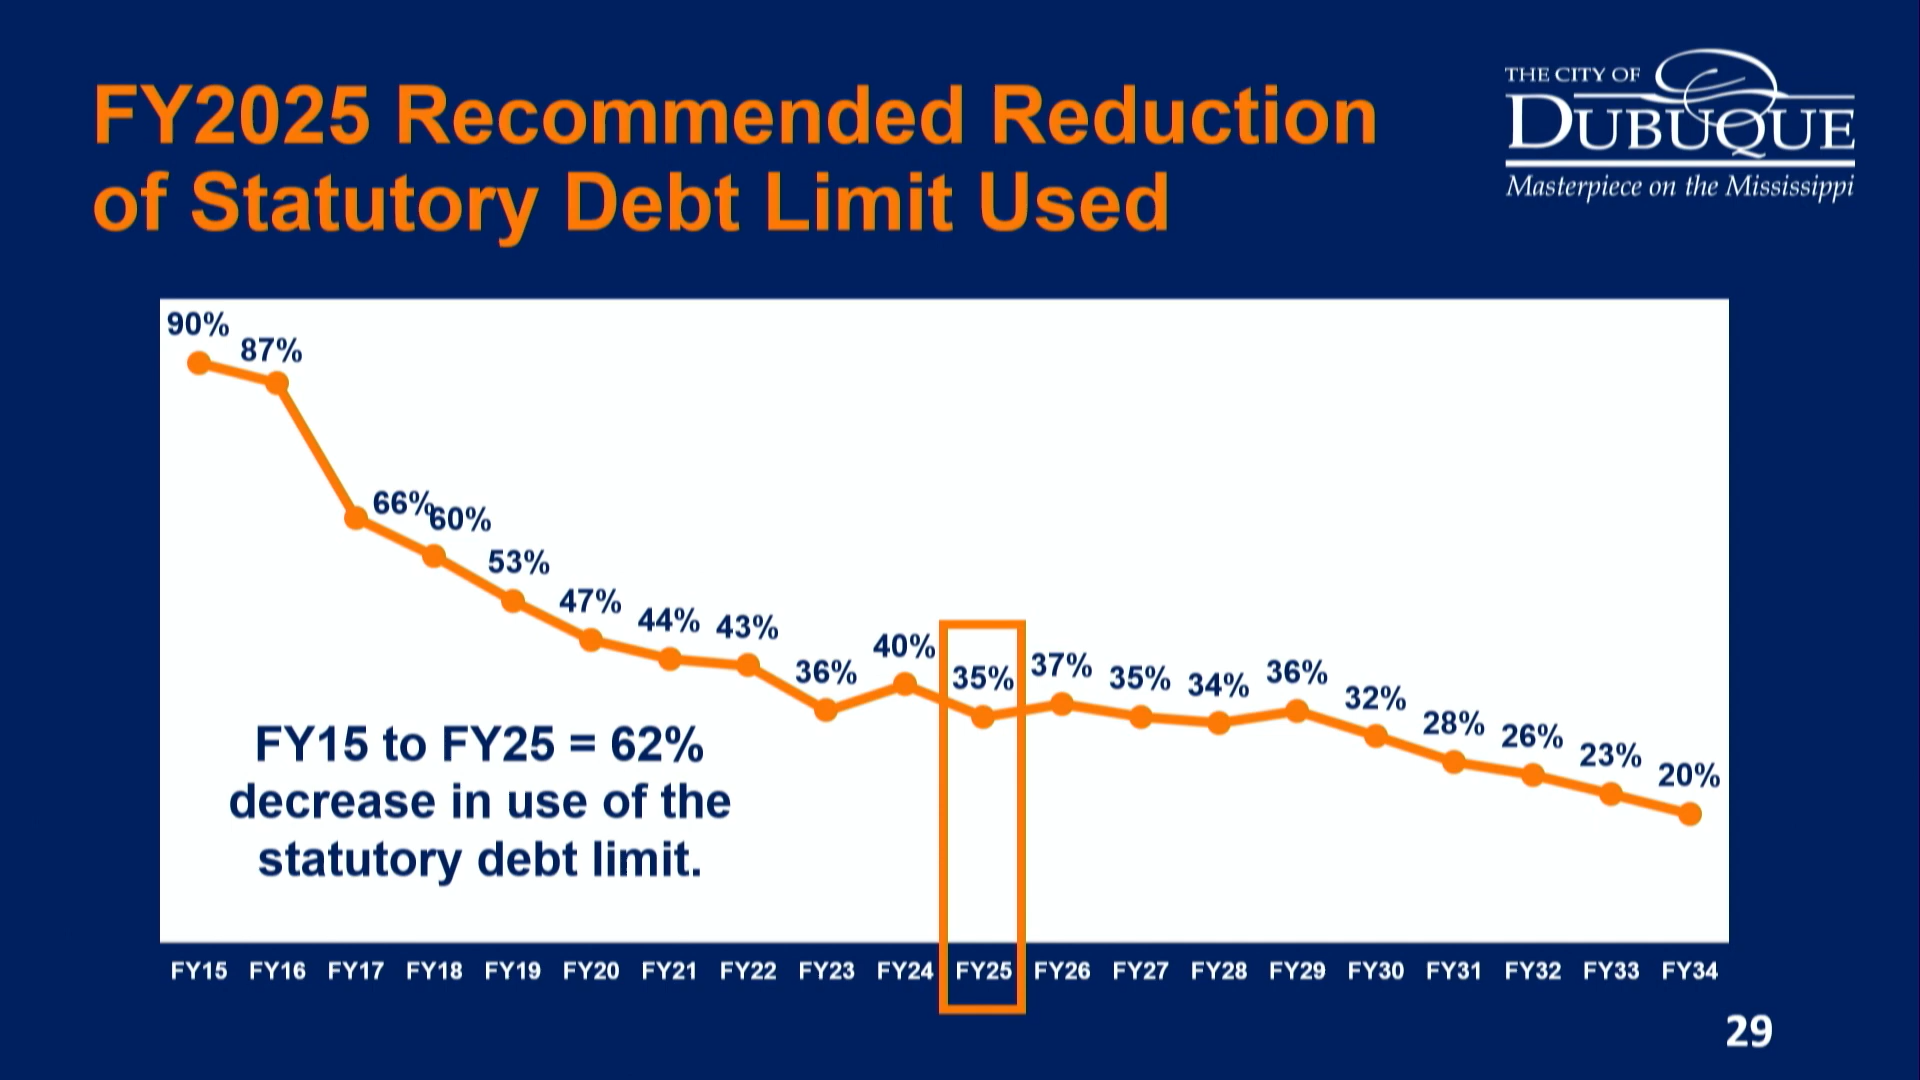 FY2025 Recommended Reduction
of Statutory Debt Limit Used
THE CITY OF
DUBUQUE
Masterpiece on the Mississippi
90%
87%
66%
60%
53%
47%
44%
43%
36%
40%
35%
37%
35%
34%
36%
32%
28%
26%
23%
20%
FY15 to FY25 = 62%
decrease in use of the
statutory debt limit.
FY15 FY16 FY17 FY18 FY19 FY20 FY21 FY22 FY23 FY24 FY25 FY26 FY27 FY28 FY29 FY30 FY31 FY32 FY33 FY34
29